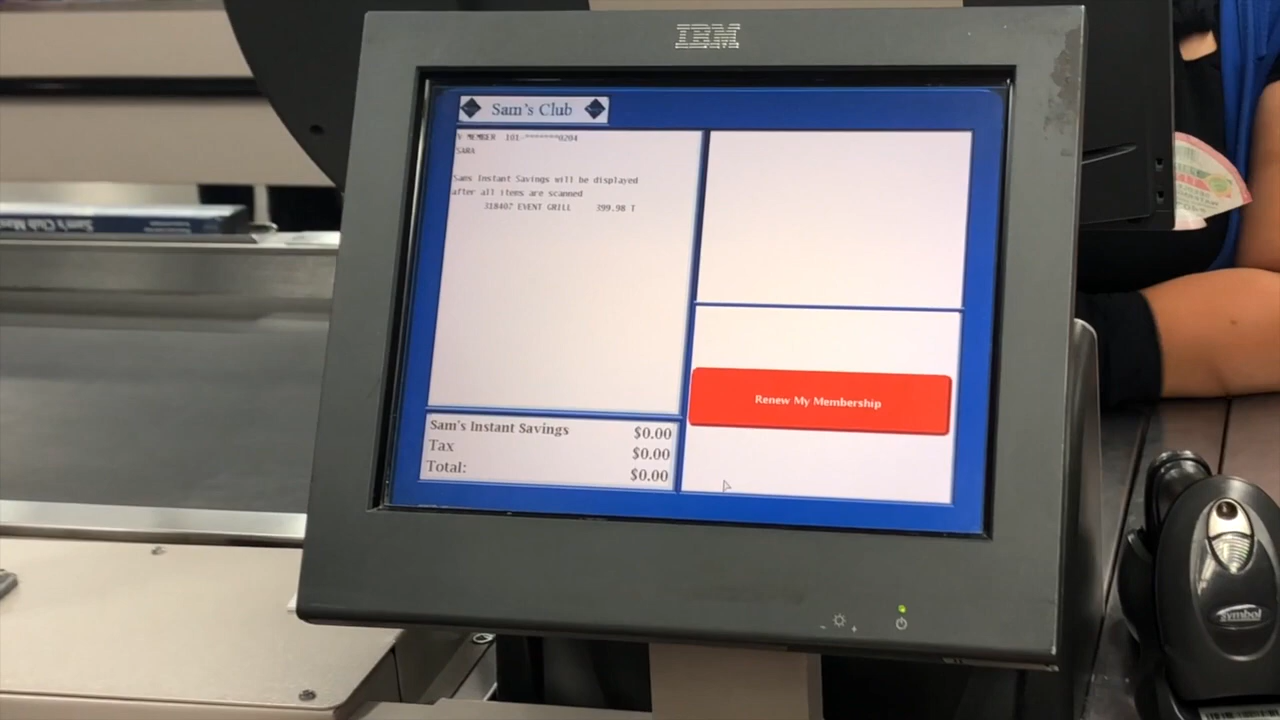 IBM
Sam's Club
V MEMBER 101-********0204
SARA
Sams Instant Savings will be displayed
after all items are scanned
318407 EVENT GRILL 399.98 T
Renew My Membership
Sam's Instant Savings $0.00
Tax $0.00
Total: $0.00
symbol